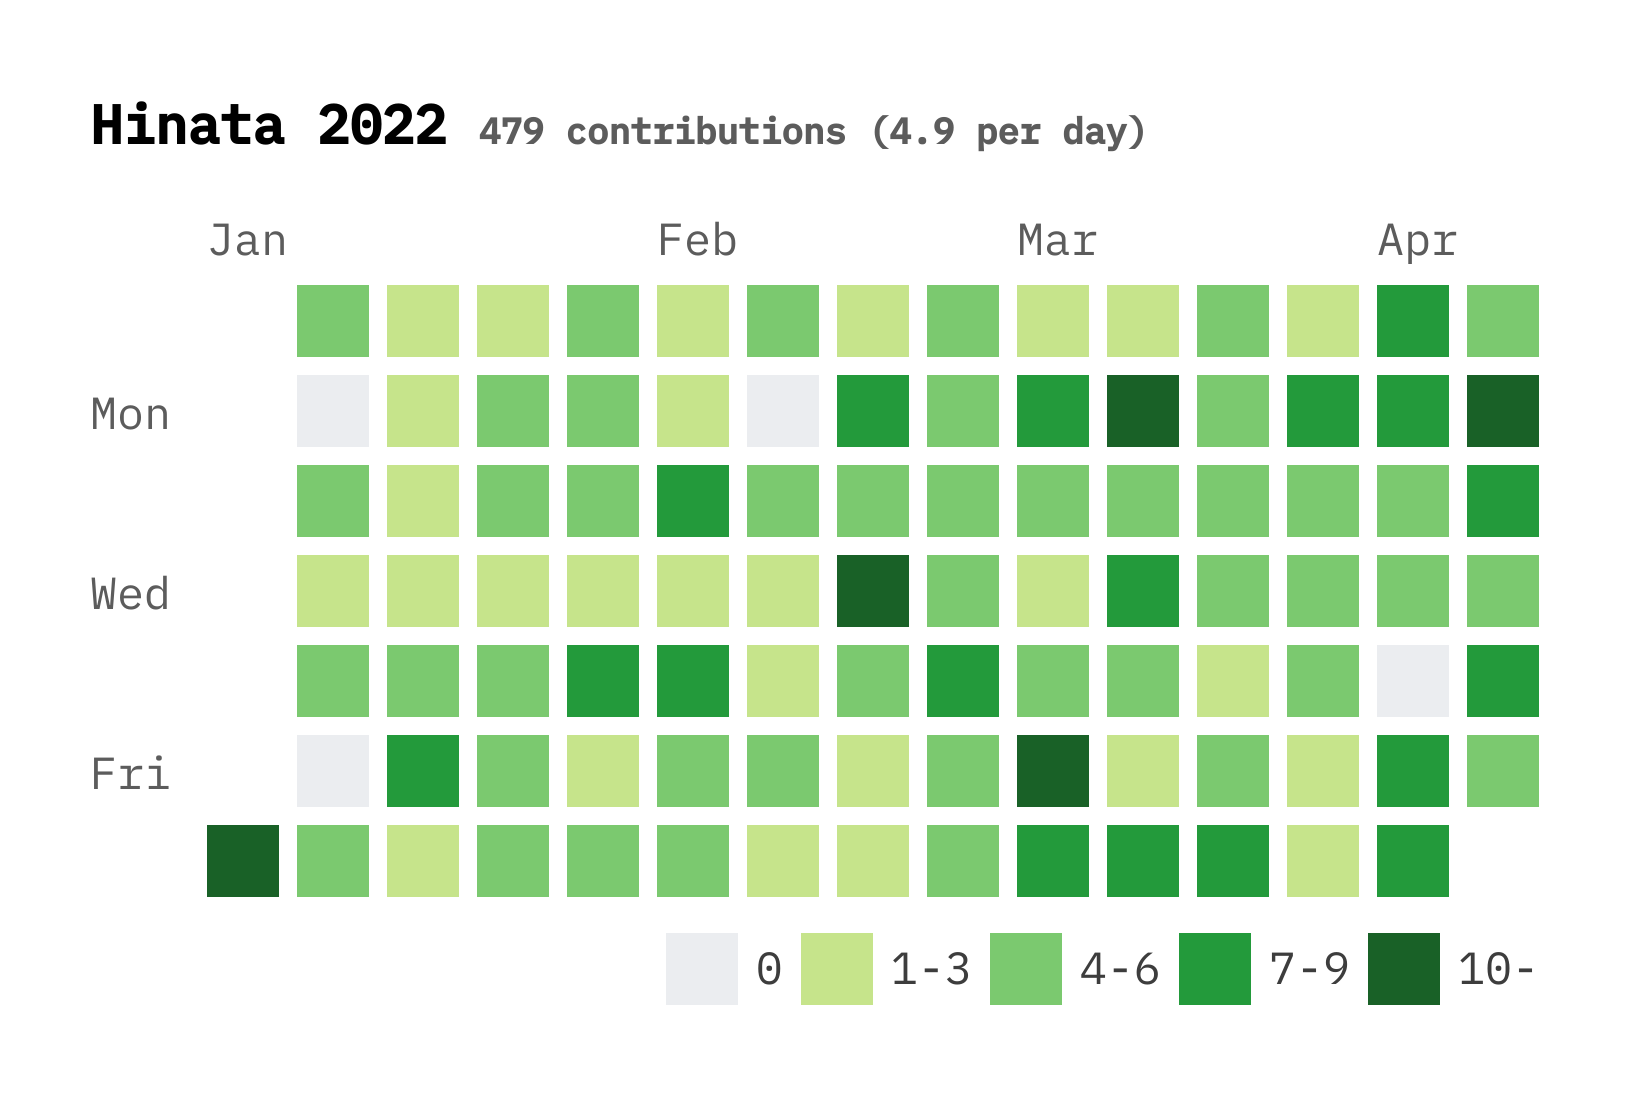 Hinata 2022 479 contributions (4.9 per day)
Jan Feb Mar Apr
Mon
Wed
Fri
0 1-3 4-6 7-9 10-